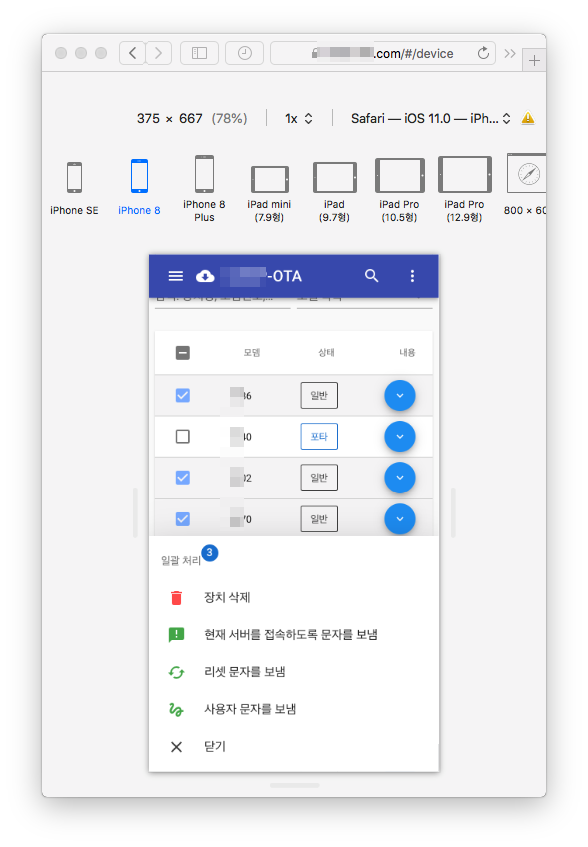 .com/#/device
375 × 667 (78%)
1x
Safari — iOS 11.0 — iPh...
iPhone SE
iPhone 8
iPhone 8
Plus
iPad mini
(7.9형)
iPad
(9.7형)
iPad Pro
(10.5형)
iPad Pro
(12.9형)
800 × 60
-OTA
모뎀
상태
내용
일반
40
포타
일반
70
일반
일괄 처리
3
장치 삭제
현재 서버를 접속하도록 문자를 보냄
리셋 문자를 보냄
사용자 문자를 보냄
닫기